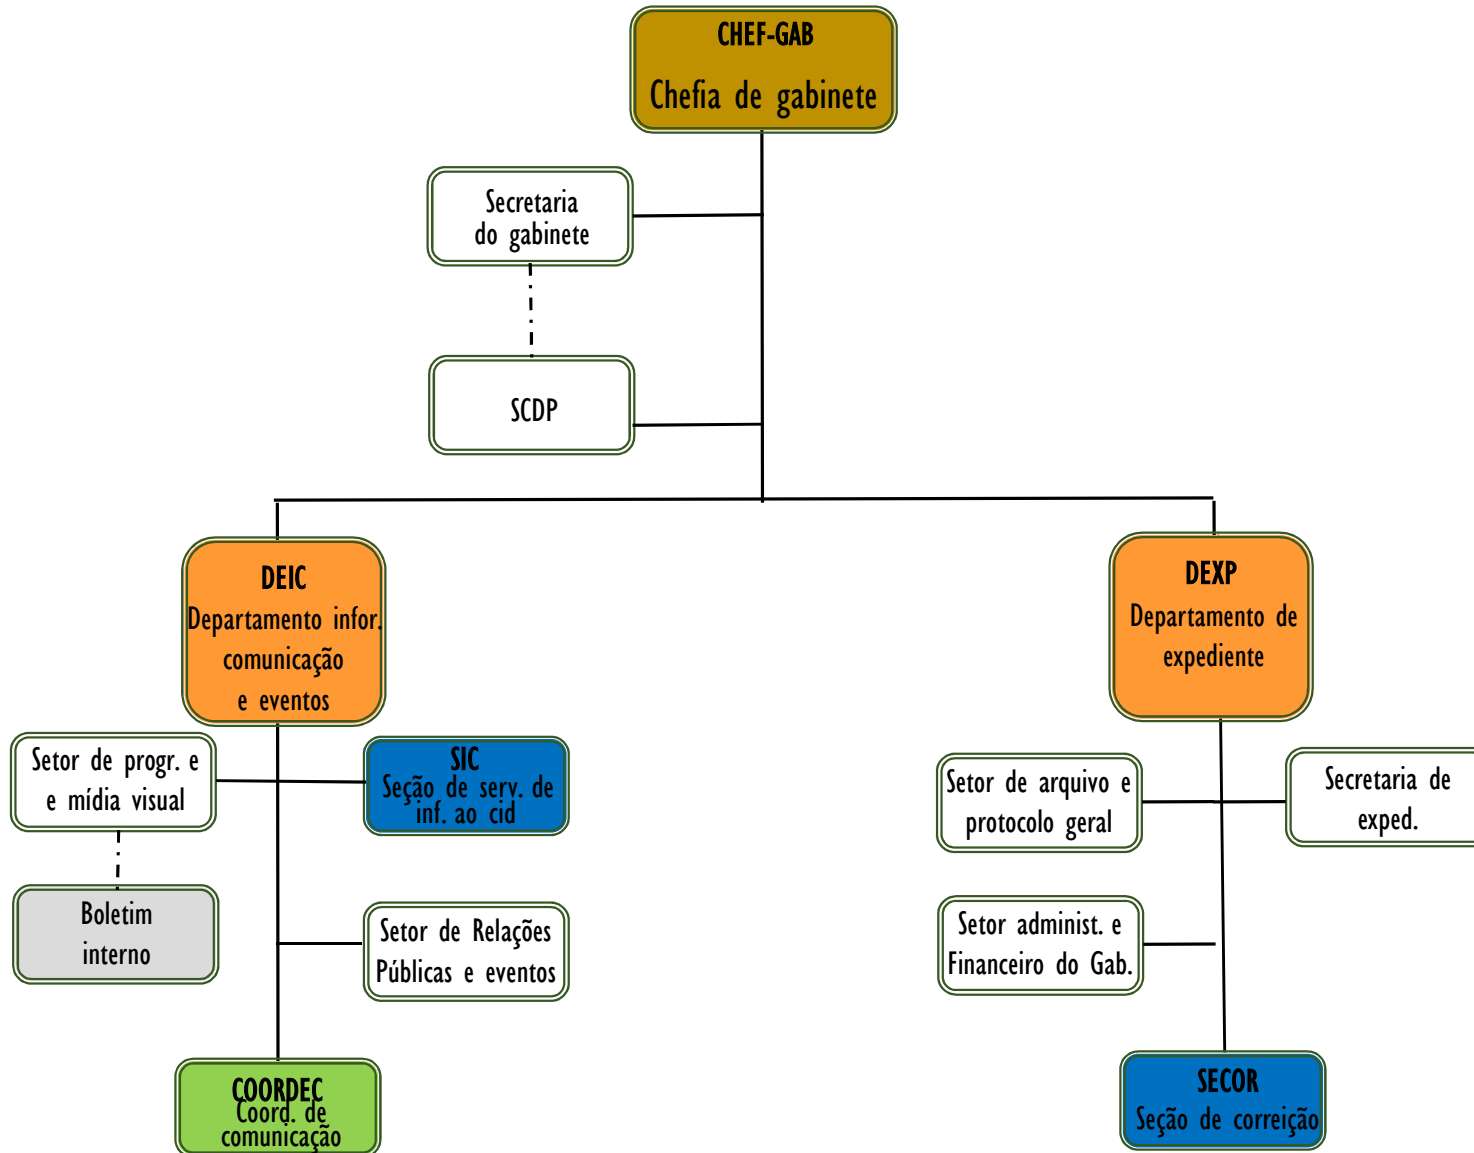 CHEF-GAB
Chefia de gabinete
Secretaria
do gabinete
SCDP
DEIC
Departamento infor.
comunicação
e eventos
DEXP
Departamento de
expediente
Setor de progr. e
e mídia visual
SIC
Seção de serv. de
inf. ao cid
Setor de arquivo e
protocolo geral
Secretaria de
exped.
Boletim
interno
Setor de Relações
Públicas e eventos
Setor administ. e
Financeiro do Gab.
COORDEC
Coord. de
comunicação
SECOR
Seção de correição